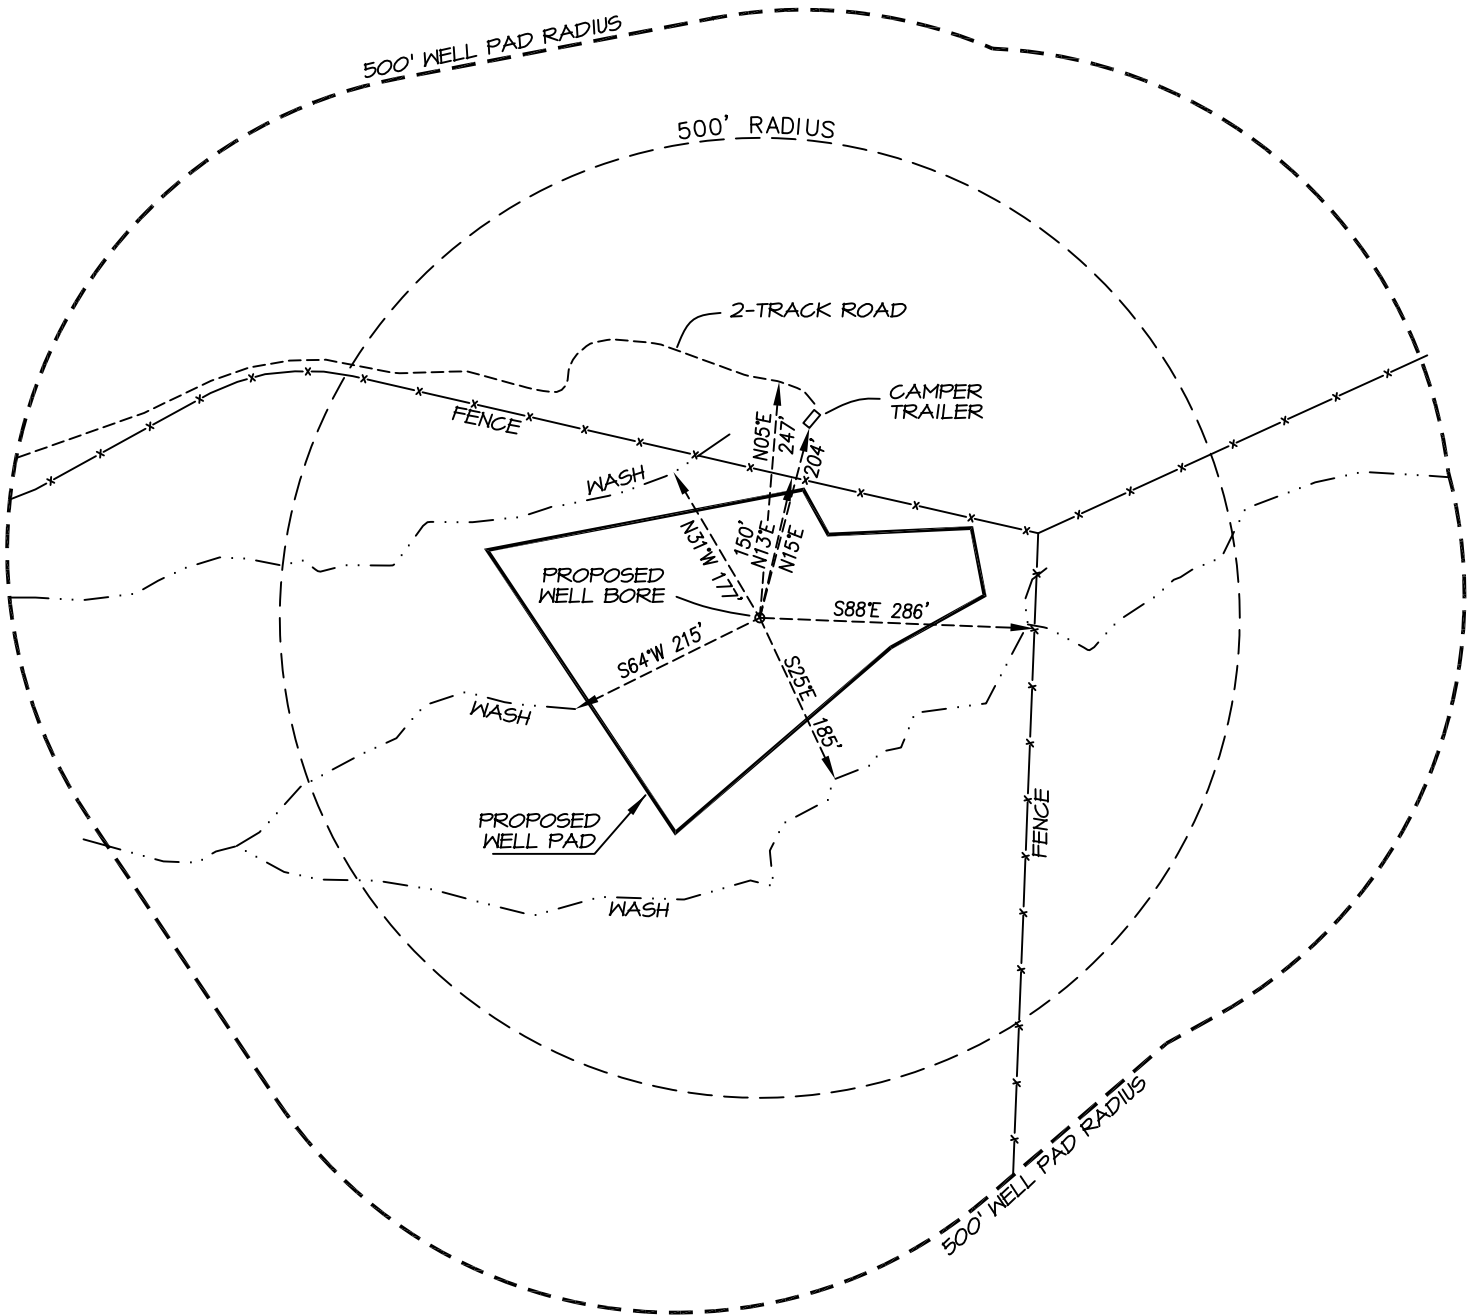 500' WELL PAD RADIUS
500' RADIUS
2-TRACK ROAD
CAMPER
TRAILER
FENCE
N05°E
247'
204'
WASH
150'
N13°E
N15°E
N31°W 177'
PROPOSED
WELL BORE
S88°E 286'
S64°W 215'
S25°E 185'
WASH
PROPOSED
WELL PAD
FENCE
WASH
500' WELL PAD RADIUS